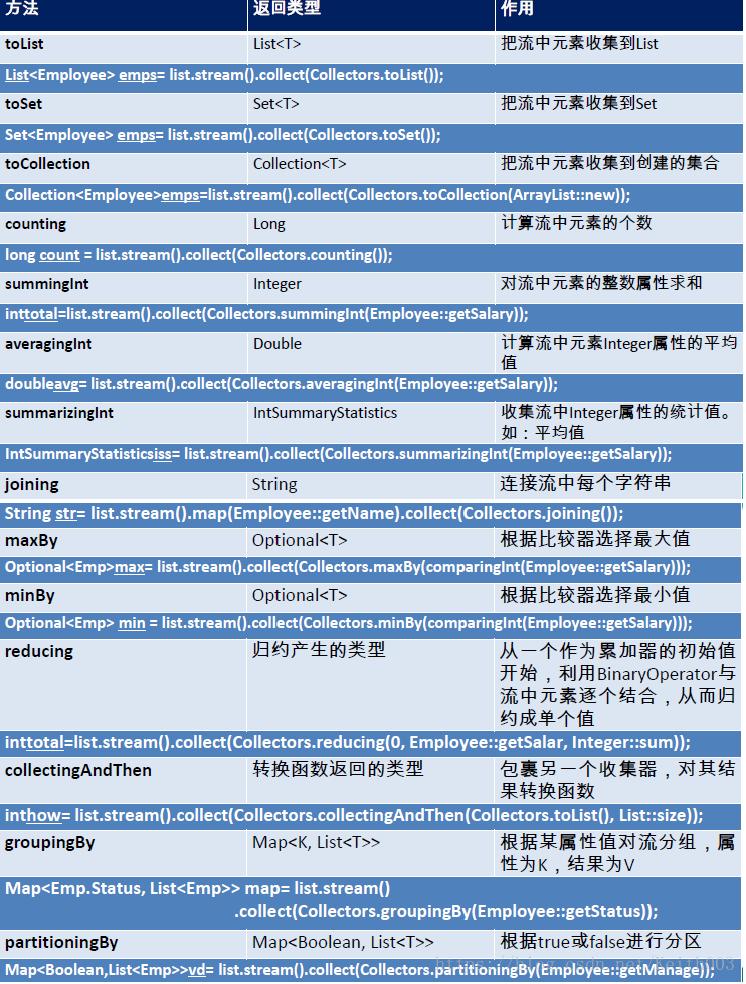 方法 返回类型 作用
toList List<T> 把流中元素收集到List
List<Employee> emps= list.stream().collect(Collectors.toList());
toSet Set<T> 把流中元素收集到Set
Set<Employee> emps= list.stream().collect(Collectors.toSet());
toCollection Collection<T> 把流中元素收集到创建的集合
Collection<Employee>emps=list.stream().collect(Collectors.toCollection(ArrayList::new));
counting Long 计算流中元素的个数
long count = list.stream().collect(Collectors.counting());
summingInt Integer 对流中元素的整数属性求和
inttotal=list.stream().collect(Collectors.summingInt(Employee::getSalary));
averagingInt Double 计算流中元素Integer属性的平均
值
doubleavg= list.stream().collect(Collectors.averagingInt(Employee::getSalary));
summarizingInt IntSummaryStatistics 收集流中Integer属性的统计值。
如：平均值
IntSummaryStatisticsiss= list.stream().collect(Collectors.summarizingInt(Employee::getSalary));
joining String 连接流中每个字符串
String str= list.stream().map(Employee::getName).collect(Collectors.joining());
maxBy Optional<T> 根据比较器选择最大值
Optional<Emp>max= list.stream().collect(Collectors.maxBy(comparingInt(Employee::getSalary)));
minBy Optional<T> 根据比较器选择最小值
Optional<Emp> min = list.stream().collect(Collectors.minBy(comparingInt(Employee::getSalary)));
reducing 归约产生的类型 从一个作为累加器的初始值
开始，利用BinaryOperator与
流中元素逐个结合，从而归
约成单个值
inttotal=list.stream().collect(Collectors.reducing(0, Employee::getSalar, Integer::sum));
collectingAndThen 转换函数返回的类型 包裹另一个收集器，对其结
果转换函数
inthow= list.stream().collect(Collectors.collectingAndThen(Collectors.toList(), List::size));
groupingBy Map<K, List<T>> 根据某属性值对流分组，属
性为K，结果为V
Map<Emp.Status, List<Emp>> map= list.stream()
.collect(Collectors.groupingBy(Employee::getStatus));
partitioningBy Map<Boolean, List<T>> 根据true或false进行分区
Map<Boolean,List<Emp>>vd= list.stream().collect(Collectors.partitioningBy(Employee::getManage));